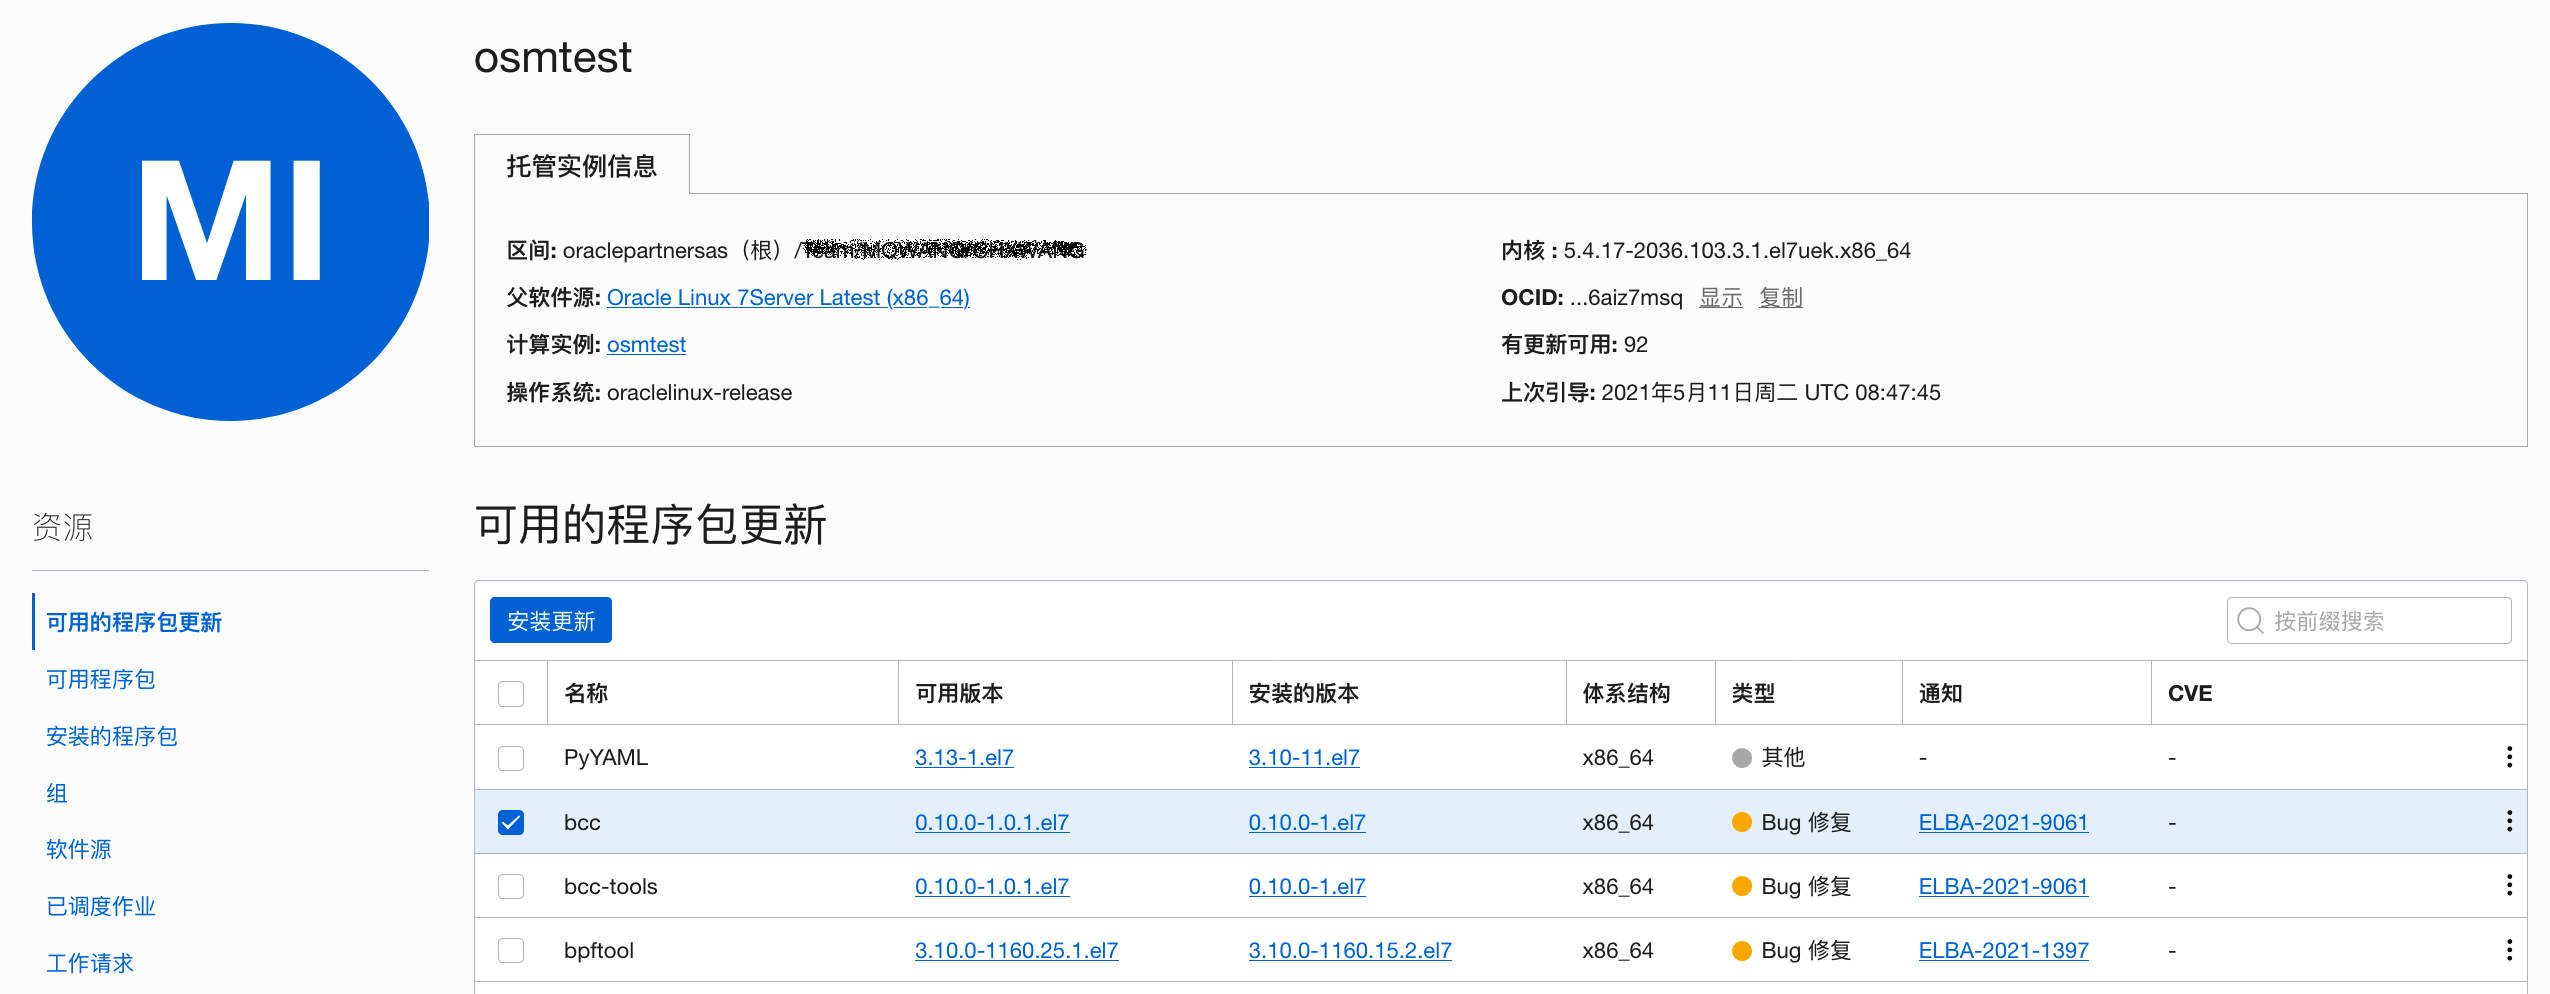 MI
osmtest
托管实例信息
区间: oraclepartnersas（根）/
内核 : 5.4.17-2036.103.3.1.el7uek.x86_64
父软件源: Oracle Linux 7Server Latest (x86_64)
OCID: ...6aiz7msq 显示 复制
计算实例: osmtest
有更新可用: 92
操作系统: oraclelinux-release
上次引导: 2021年5月11日周二 UTC 08:47:45
资源
可用的程序包更新
可用程序包
安装的程序包
组
软件源
已调度作业
工作请求
可用的程序包更新
安装更新
按前缀搜索
名称 可用版本 安装的版本 体系结构 类型 通知 CVE
PyYAML 3.13-1.el7 3.10-11.el7 x86_64 其他 - -
bcc 0.10.0-1.0.1.el7 0.10.0-1.el7 x86_64 Bug 修复 ELBA-2021-9061 -
bcc-tools 0.10.0-1.0.1.el7 0.10.0-1.el7 x86_64 Bug 修复 ELBA-2021-9061 -
bpftool 3.10.0-1160.25.1.el7 3.10.0-1160.15.2.el7 x86_64 Bug 修复 ELBA-2021-1397 -